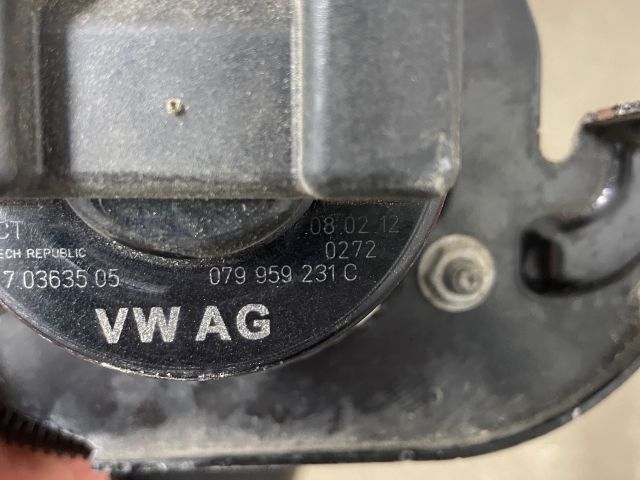 CT 08.02.12
ECH REPUBLIC 0272
7.03635.05 079 959 231 C
VW AG